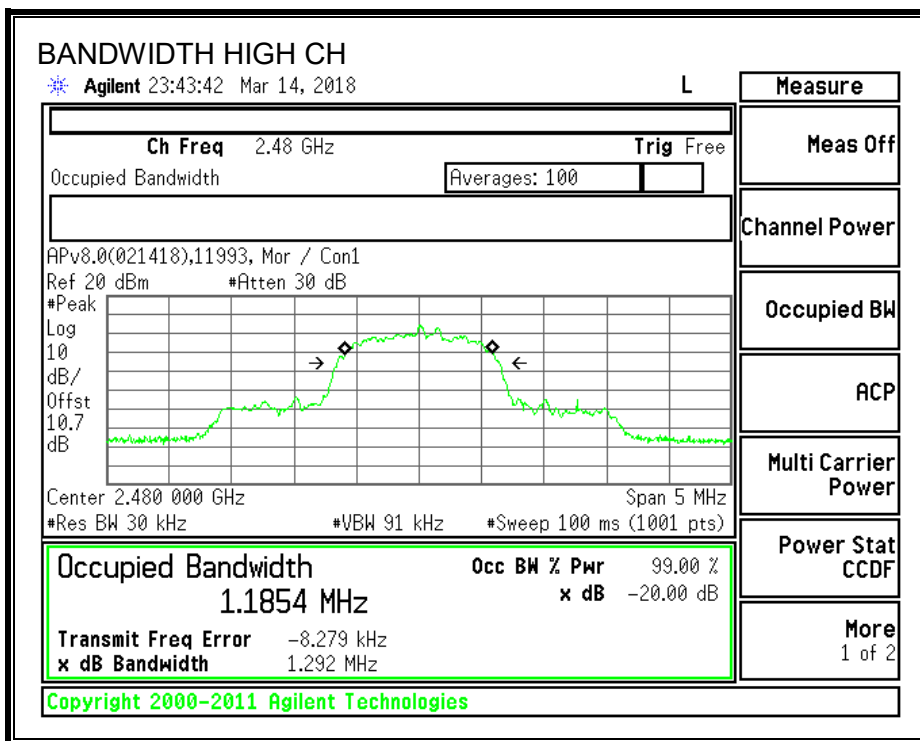 BANDWIDTH HIGH CH
Agilent 23:43:42 Mar 14, 2018 L
Measure
Ch Freq 2.48 GHz Trig Free
Meas Off
Occupied Bandwidth Averages: 100
Channel Power
APv8.0(021418),11993, Mor / Con1
Ref 20 dBm #Atten 30 dB
#Peak
Log
10
dB/
Offst
10.7
dB
Occupied BW
ACP
Multi Carrier
Power
Center 2.480 000 GHz Span 5 MHz
#Res BW 30 kHz #VBW 91 kHz #Sweep 100 ms (1001 pts)
Power Stat
CCDF
Occupied Bandwidth Occ BW % Pwr 99.00 %
1.1854 MHz x dB -20.00 dB
Transmit Freq Error -8.279 kHz
x dB Bandwidth 1.292 MHz
More
1 of 2
Copyright 2000-2011 Agilent Technologies